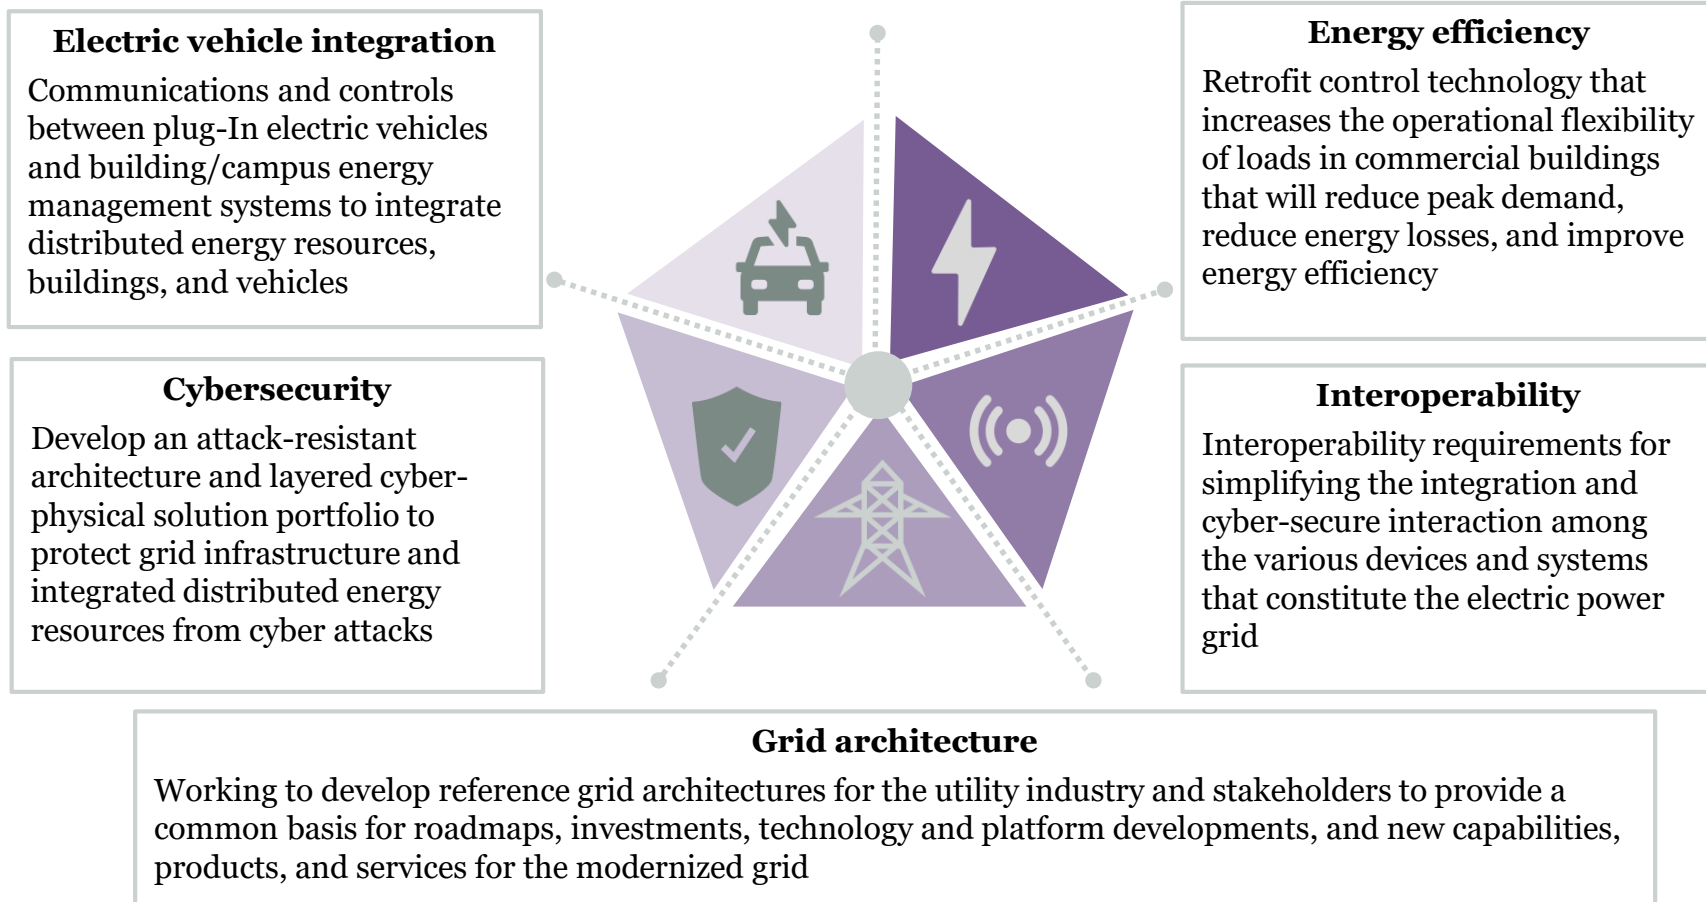 Electric vehicle integration
Communications and controls
between plug-In electric vehicles
and building/campus energy
management systems to integrate
distributed energy resources,
buildings, and vehicles
Energy efficiency
Retrofit control technology that
increases the operational flexibility
of loads in commercial buildings
that will reduce peak demand,
reduce energy losses, and improve
energy efficiency
Cybersecurity
Develop an attack-resistant
architecture and layered cyber-
physical solution portfolio to
protect grid infrastructure and
integrated distributed energy
resources from cyber attacks
Interoperability
Interoperability requirements for
simplifying the integration and
cyber-secure interaction among
the various devices and systems
that constitute the electric power
grid
Grid architecture
Working to develop reference grid architectures for the utility industry and stakeholders to provide a
common basis for roadmaps, investments, technology and platform developments, and new capabilities,
products, and services for the modernized grid